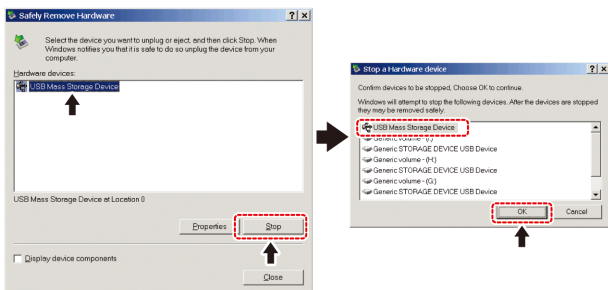 Safely Remove Hardware
Select the device you want to unplug or eject, and then click Stop. When
Windows notifies you that it is safe to do so unplug the device from your
computer.
Hardware devices:
USB Mass Storage Device
USB Mass Storage Device at Location 0
Properties
Stop
Display device components
Close
Stop a Hardware device
Confirm devices to be stopped, Choose OK to continue.
Windows will attempt to stop the following devices. After the devices are stopped
they may be removed safely.
USB Mass Storage Device
Generic volume - (I:)
Generic STORAGE DEVICE USB Device
Generic volume - (H:)
Generic STORAGE DEVICE USB Device
Generic volume - (G:)
Generic STORAGE DEVICE USB Device
OK
Cancel